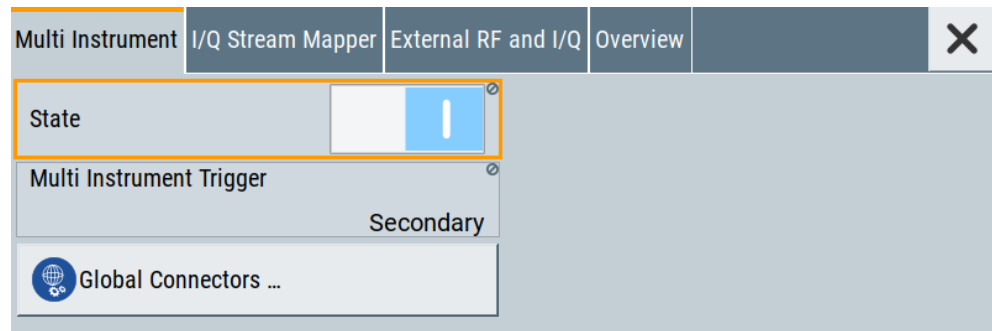 Multi Instrument I/Q Stream Mapper External RF and I/Q Overview
State
Multi Instrument Trigger
Secondary
Global Connectors ...